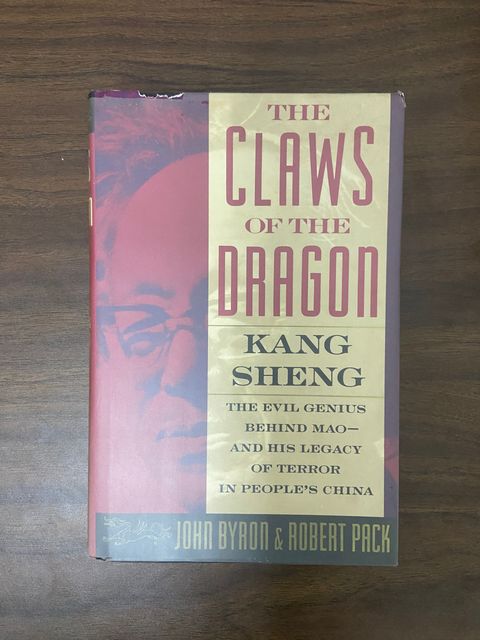 THE
CLAWS
OF THE
DRAGON
KANG
SHENG
THE EVIL GENIUS
BEHIND MAO—
AND HIS LEGACY
OF TERROR
IN PEOPLE'S CHINA
JOHN BYRON & ROBERT PACK